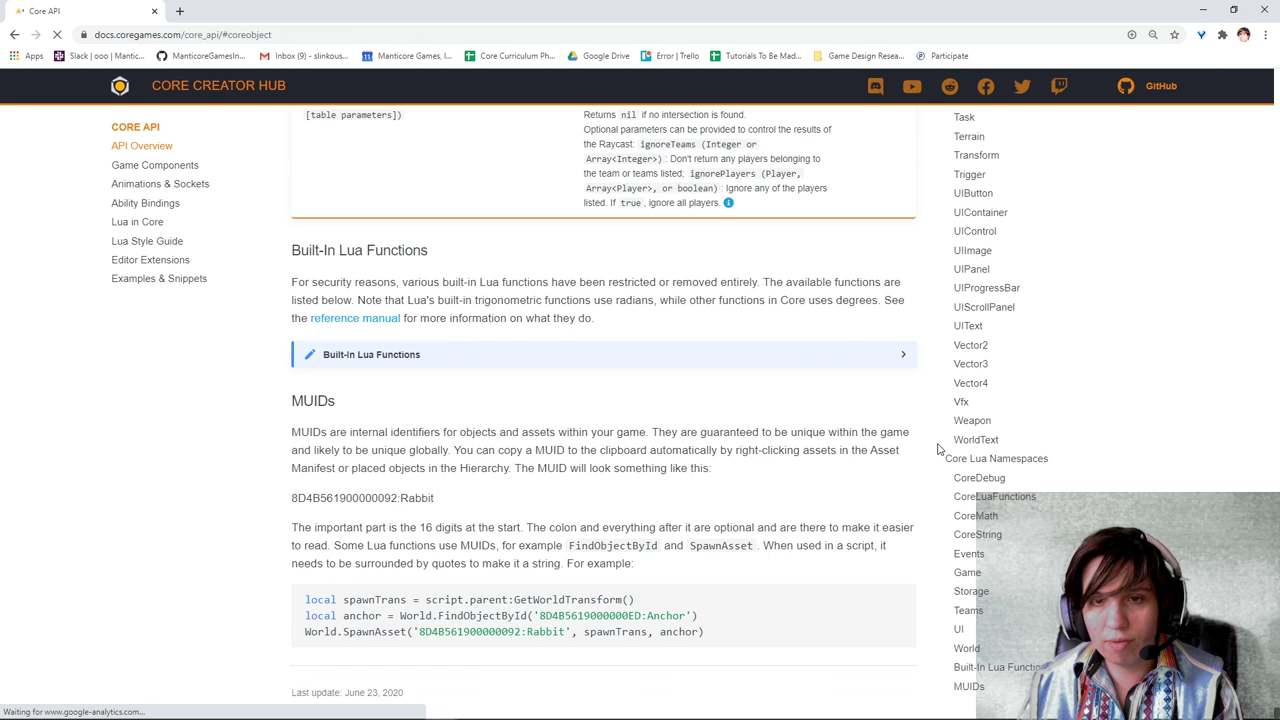 Core API
docs.coregames.com/core_api/#coreobject
Apps
Slack | ooo | Mantic...
ManticoreGamesIn...
Inbox (9) - slinkous...
Manticore Games, I...
Core Curriculum Ph...
Google Drive
Error | Trello
Tutorials To Be Mad...
Game Design Resea...
Participate
CORE CREATOR HUB
GitHub
CORE API
API Overview
Game Components
Animations & Sockets
Ability Bindings
Lua in Core
Lua Style Guide
Editor Extensions
Examples & Snippets
[table parameters])
Returns nil if no intersection is found.
Optional parameters can be provided to control the results of
the Raycast: ignoreTeams (Integer or
Array<Integer>): Don't return any players belonging to
the team or teams listed; ignorePlayers (Player,
Array<Player>, or boolean): Ignore any of the players
listed. If true, ignore all players.
Built-In Lua Functions
For security reasons, various built-in Lua functions have been restricted or removed entirely. The available functions are
listed below. Note that Lua's built-in trigonometric functions use radians, while other functions in Core uses degrees. See
the reference manual for more information on what they do.
Built-In Lua Functions
MUIDs
MUIDs are internal identifiers for objects and assets within your game. They are guaranteed to be unique within the game
and likely to be unique globally. You can copy a MUID to the clipboard automatically by right-clicking assets in the Asset
Manifest or placed objects in the Hierarchy. The MUID will look something like this:
8D4B561900000092:Rabbit
The important part is the 16 digits at the start. The colon and everything after it are optional and are there to make it easier
to read. Some Lua functions use MUIDs, for example FindObjectById and SpawnAsset. When used in a script, it
needs to be surrounded by quotes to make it a string. For example:
local spawnTrans = script.parent:GetWorldTransform()
local anchor = World.FindObjectById('8D4B5619000000ED:Anchor')
World.SpawnAsset('8D4B561900000092:Rabbit', spawnTrans, anchor)
Last update: June 23, 2020
Task
Terrain
Transform
Trigger
UIButton
UIContainer
UIControl
UIImage
UIPanel
UIProgressBar
UIScrollPanel
UIText
Vector2
Vector3
Vector4
Vfx
Weapon
WorldText
Core Lua Namespaces
CoreDebug
CoreLuaFunctions
CoreMath
CoreString
Events
Game
Storage
Teams
UI
World
Built-In Lua Functio
MUIDs
Waiting for www.google-analytics.com...